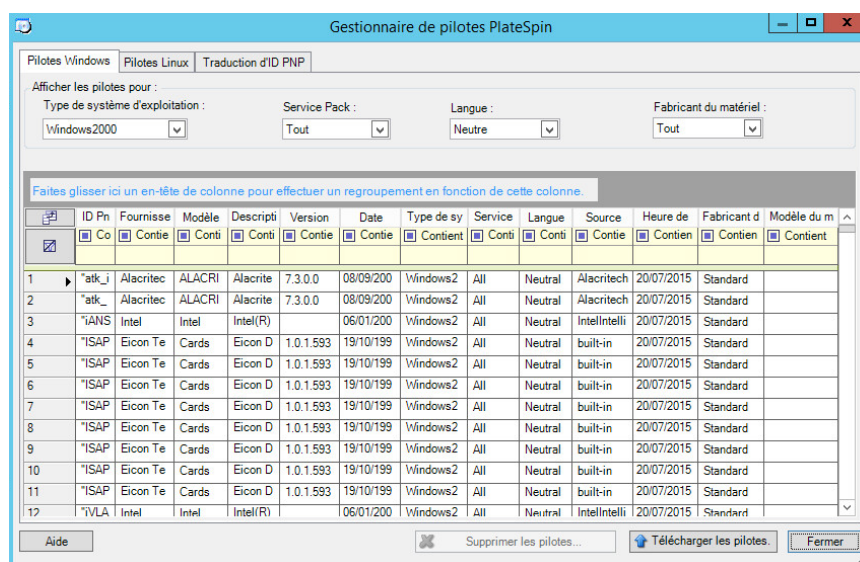 Gestionnaire de pilotes PlateSpin
Pilotes Windows Pilotes Linux Traduction d'ID PNP
Afficher les pilotes pour :
Type de système d'exploitation : Service Pack : Langue : Fabricant du matériel :
Windows2000 Tout Neutre Tout
Faites glisser ici un en-tête de colonne pour effectuer un regroupement en fonction de cette colonne.
ID Pn Fournisse Modèle Descripti Version Date Type de sy Service Langue Source Heure de Fabricant d Modèle du m
Co Contie Conti Conti Contie Contie Contient Conti Conti Contie Contien Contien Contient
1 "atk_i Alacritec ALACRI Alacrite 7.3.0.0 08/09/200 Windows2 All Neutral Alacritech 20/07/2015 Standard
2 "atk_ Alacritec ALACRI Alacrite 7.3.0.0 08/09/200 Windows2 All Neutral Alacritech 20/07/2015 Standard
3 "iANS Intel Intel Intel(R) 06/01/200 Windows2 All Neutral IntelIntelli 20/07/2015 Standard
4 "ISAP Eicon Te Cards Eicon D 1.0.1.593 19/10/199 Windows2 All Neutral built-in 20/07/2015 Standard
5 "ISAP Eicon Te Cards Eicon D 1.0.1.593 19/10/199 Windows2 All Neutral built-in 20/07/2015 Standard
6 "ISAP Eicon Te Cards Eicon D 1.0.1.593 19/10/199 Windows2 All Neutral built-in 20/07/2015 Standard
7 "ISAP Eicon Te Cards Eicon D 1.0.1.593 19/10/199 Windows2 All Neutral built-in 20/07/2015 Standard
8 "ISAP Eicon Te Cards Eicon D 1.0.1.593 19/10/199 Windows2 All Neutral built-in 20/07/2015 Standard
9 "ISAP Eicon Te Cards Eicon D 1.0.1.593 19/10/199 Windows2 All Neutral built-in 20/07/2015 Standard
10 "ISAP Eicon Te Cards Eicon D 1.0.1.593 19/10/199 Windows2 All Neutral built-in 20/07/2015 Standard
11 "ISAP Eicon Te Cards Eicon D 1.0.1.593 19/10/199 Windows2 All Neutral built-in 20/07/2015 Standard
12 "iVLA Intel Intel Intel(R) 06/01/200 Windows2 All Neutral IntelIntelli 20/07/2015 Standard
Aide Supprimer les pilotes... Télécharger les pilotes. Fermer